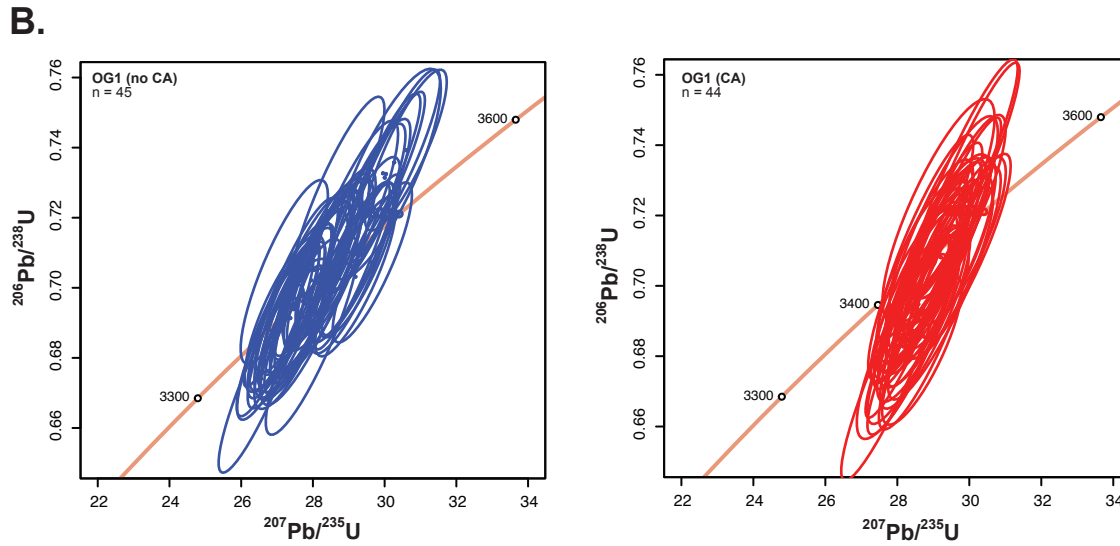 B.
OG1 (no CA)
n = 45
0.76
0.74
0.72
0.70
0.68
0.66
206Pb/238U
3600
3300
22 24 26 28 30 32 34
207Pb/235U
OG1 (CA)
n = 44
0.76
0.74
0.72
0.70
0.68
0.66
206Pb/238U
3600
3400
3300
22 24 26 28 30 32 34
207Pb/235U